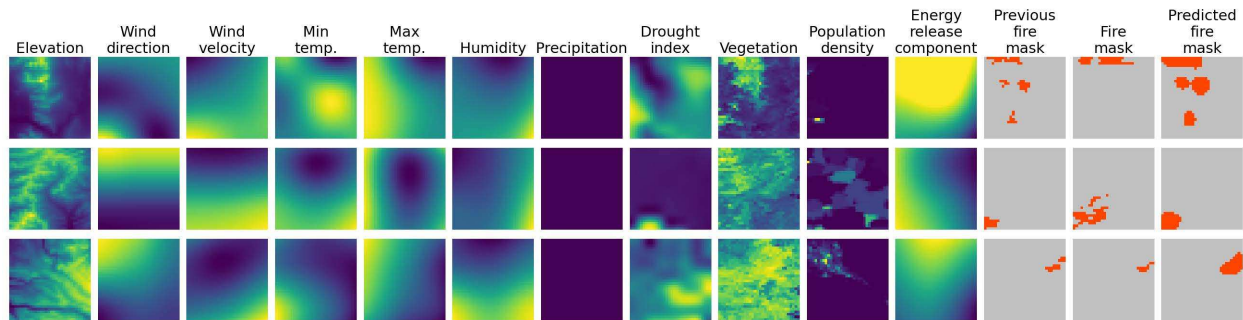 Elevation
Wind
direction
Wind
velocity
Min
temp.
Max
temp.
Humidity
Precipitation
Drought
index
Vegetation
Population
density
Energy
release
component
Previous
fire
mask
Fire
mask
Predicted
fire
mask